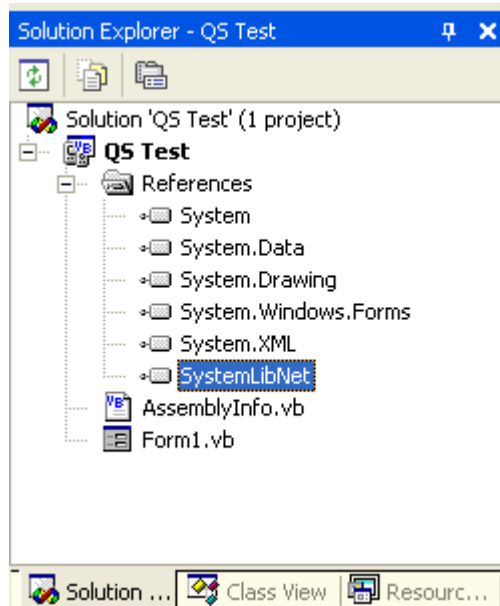 Solution Explorer - QS Test
Solution 'QS Test' (1 project)
QS Test
References
System
System.Data
System.Drawing
System.Windows.Forms
System.XML
SystemLibNet
AssemblyInfo.vb
Form1.vb
Solution ... Class View Resourc...